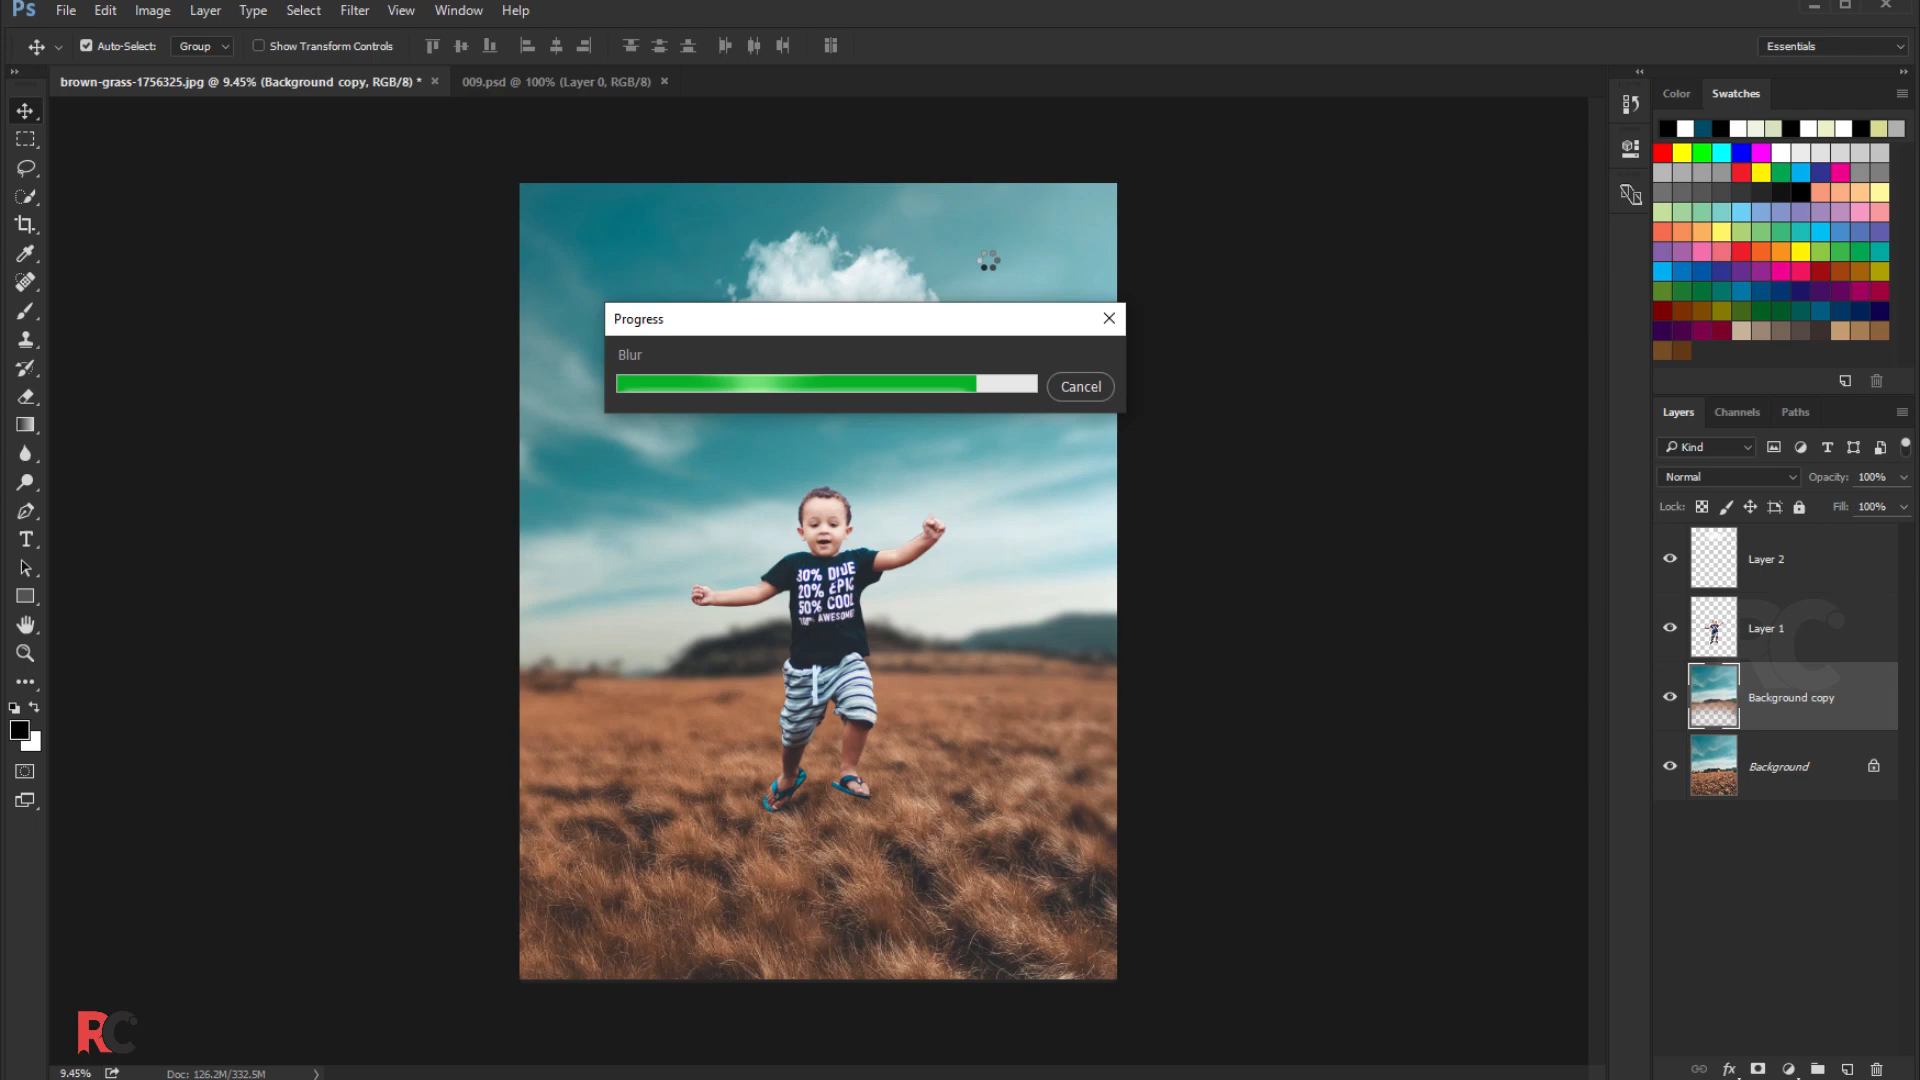 Ps File Edit Image Layer Type Select Filter View Window Help
Auto-Select: Group Show Transform Controls Essentials
brown-grass-1756325.jpg @ 9.45% (Background copy, RGB/8) * 009.psd @ 100% (Layer 0, RGB/8)
Color Swatches
Progress
Blur
Cancel
Layers Channels Paths
Kind
Normal Opacity: 100%
Lock: Fill: 100%
Layer 2
Layer 1
Background copy
Background
20% EPIC
50% COOL
AWESOME
RC
9.45% Doc: 126.2M/332.5M